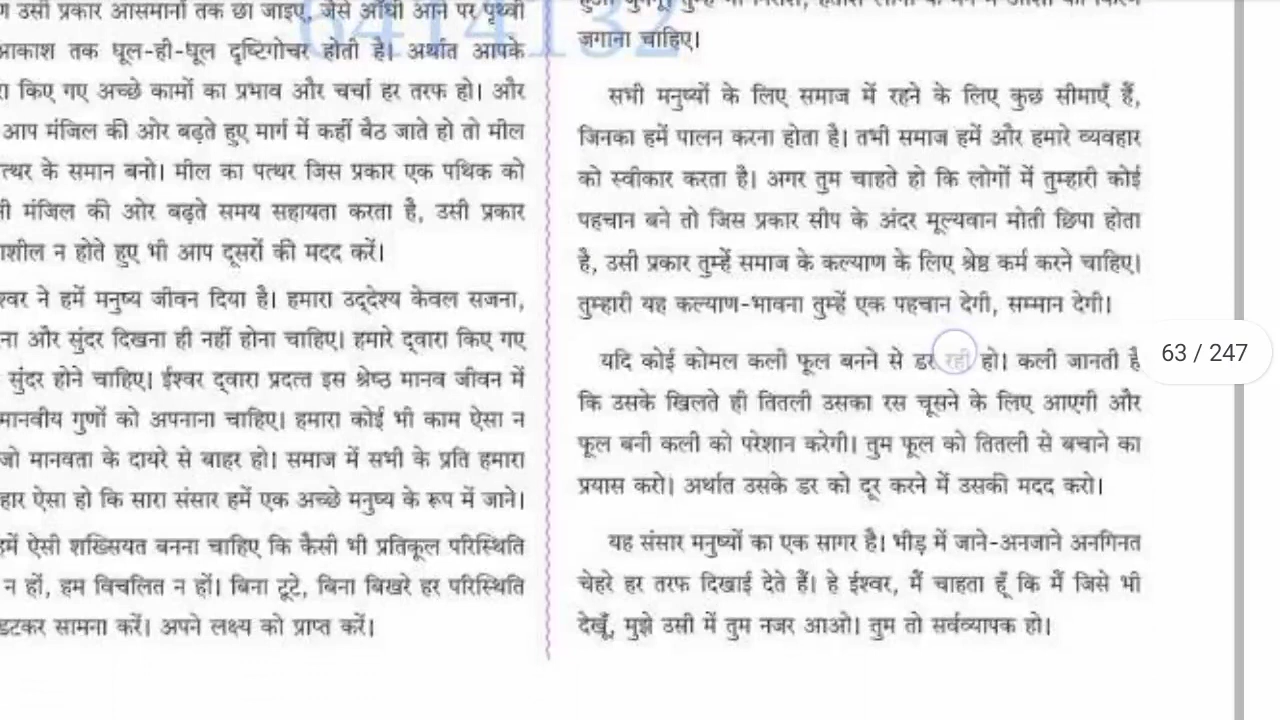 उसी प्रकार आसमानों तक छा जाइए, जैसे आँधी आने पर पृथ्वी
आकाश तक धूल-ही-धूल दृष्टिगोचर होती है। अर्थात आपके
किए गए अच्छे कामों का प्रभाव और चर्चा हर तरफ हो। और
आप मंजिल की ओर बढ़ते हुए मार्ग में कहीं बैठ जाते हो तो मील
त्थर के समान बनो। मील का पत्थर जिस प्रकार एक पथिक को
मंजिल की ओर बढ़ते समय सहायता करता है, उसी प्रकार
शील न होते हुए भी आप दूसरों की मदद करें।
श्वर ने हमें मनुष्य जीवन दिया है। हमारा उद्देश्य केवल सजना,
ना और सुंदर दिखना ही नहीं होना चाहिए। हमारे द्वारा किए गए
सुंदर होने चाहिए। ईश्वर द्वारा प्रदत्त इस श्रेष्ठ मानव जीवन में
मानवीय गुणों को अपनाना चाहिए। हमारा कोई भी काम ऐसा न
जो मानवता के दायरे से बाहर हो। समाज में सभी के प्रति हमारा
हार ऐसा हो कि सारा संसार हमें एक अच्छे मनुष्य के रूप में जाने।
हमें ऐसी शख्सियत बनना चाहिए कि कैसी भी प्रतिकूल परिस्थिति
न हों, हम विचलित न हों। बिना टूटे, बिना बिखरे हर परिस्थिति
डटकर सामना करें। अपने लक्ष्य को प्राप्त करें।
जगाना चाहिए।
सभी मनुष्यों के लिए समाज में रहने के लिए कुछ सीमाएँ हैं,
जिनका हमें पालन करना होता है। तभी समाज हमें और हमारे व्यवहार
को स्वीकार करता है। अगर तुम चाहते हो कि लोगों में तुम्हारी कोई
पहचान बने तो जिस प्रकार सीप के अंदर मूल्यवान मोती छिपा होता
है, उसी प्रकार तुम्हें समाज के कल्याण के लिए श्रेष्ठ कर्म करने चाहिए।
तुम्हारी यह कल्याण-भावना तुम्हें एक पहचान देगी, सम्मान देगी।
यदि कोई कोमल कली फूल बनने से डर रही हो। कली जानती है
कि उसके खिलते ही तितली उसका रस चूसने के लिए आएगी और
फूल बनी कली को परेशान करेगी। तुम फूल को तितली से बचाने का
प्रयास करो। अर्थात उसके डर को दूर करने में उसकी मदद करो।
यह संसार मनुष्यों का एक सागर है। भीड़ में जाने-अनजाने अनगिनत
चेहरे हर तरफ दिखाई देते हैं। हे ईश्वर, मैं चाहता हूँ कि मैं जिसे भी
देखूँ, मुझे उसी में तुम नजर आओ। तुम तो सर्वव्यापक हो।
63 / 247